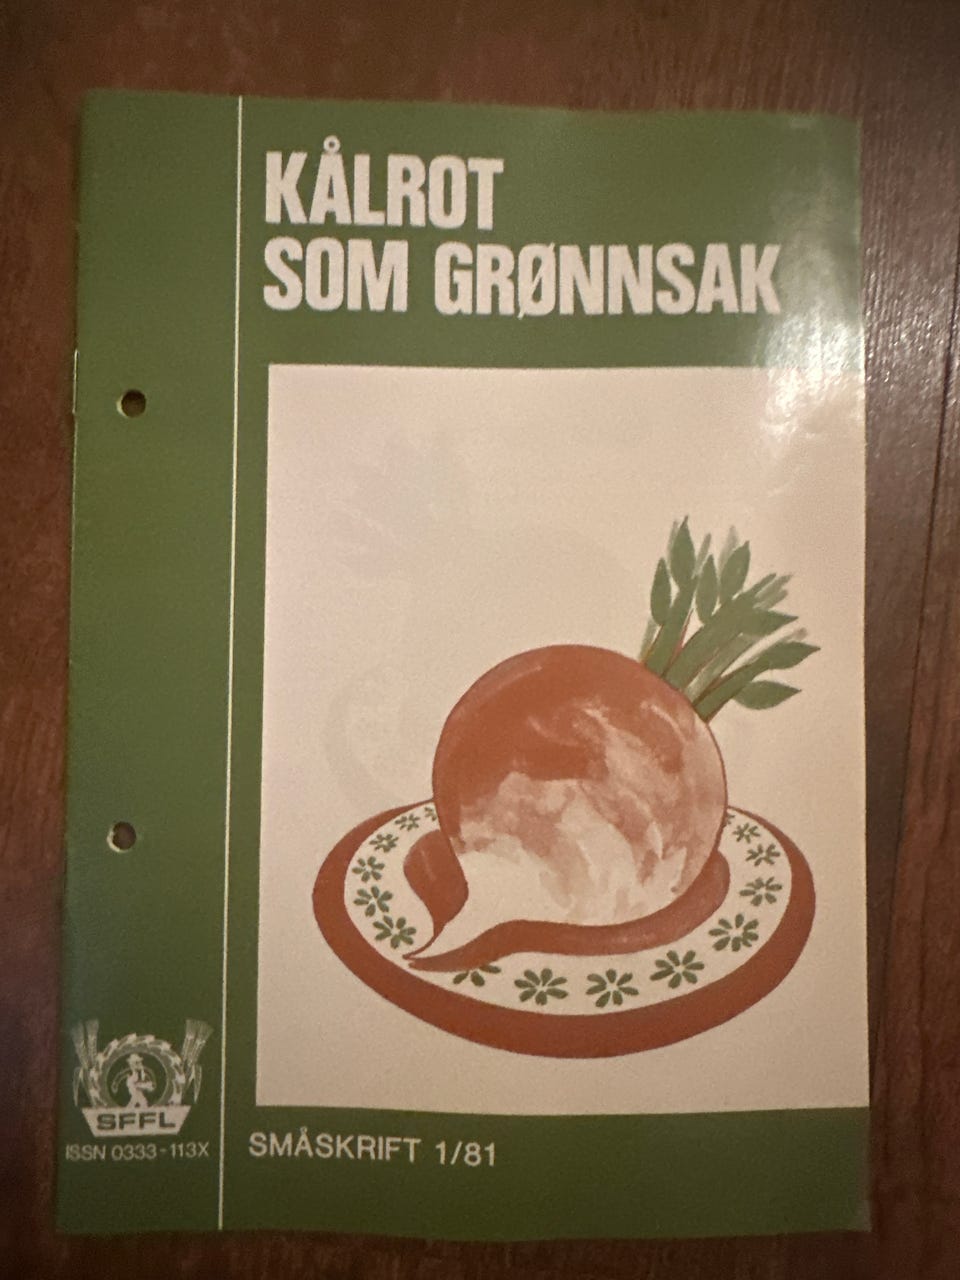 KÅLROT
SOM GRØNNSAK
SFFL
ISSN 0333-113X
SMÅSKRIFT 1/81